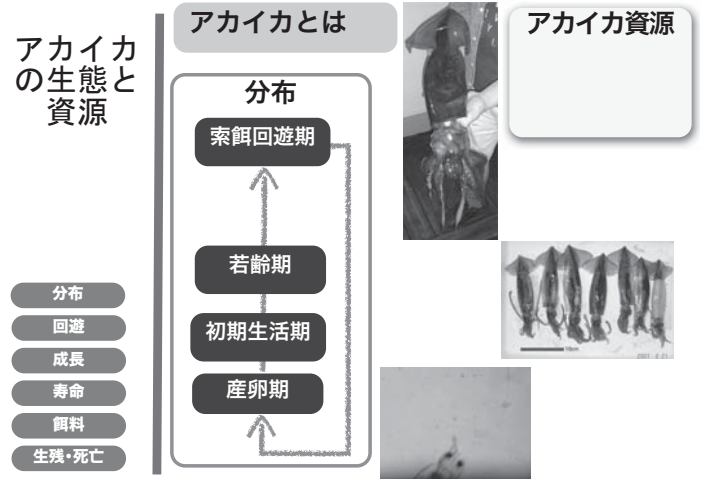 アカイカ
の生態と
資源
分布
回遊
成長
寿命
餌料
生残・死亡
アカイカとは
分布
索餌回遊期
若齢期
初期生活期
産卵期
アカイカ資源
10cm